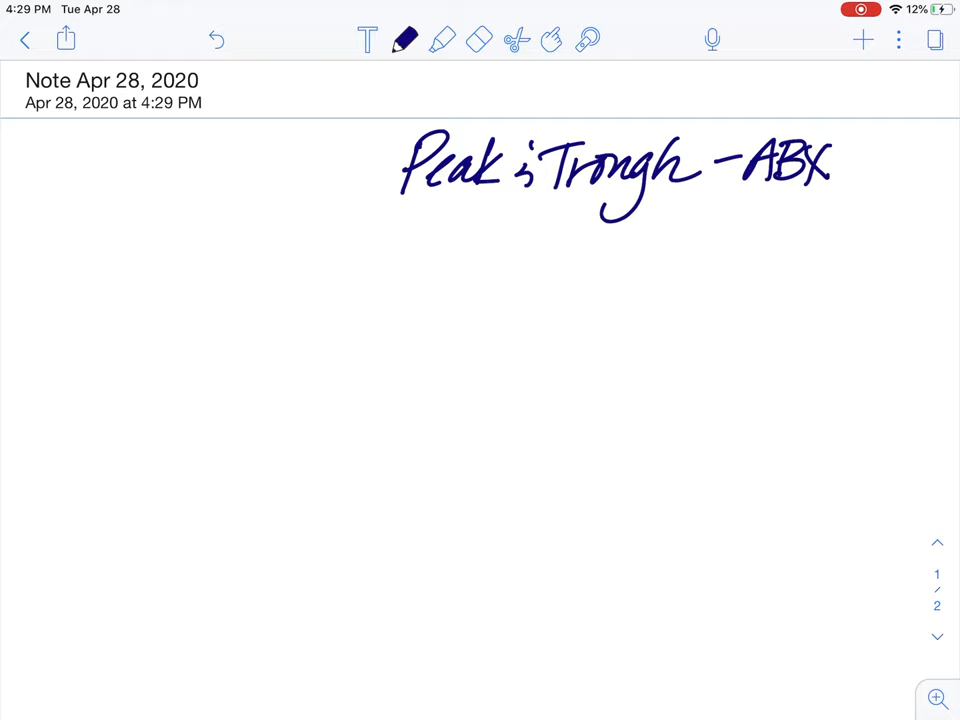 4:29 PM Tue Apr 28 12%
T
Note Apr 28, 2020
Apr 28, 2020 at 4:29 PM
Peak & Trough - ABX
1
/
2